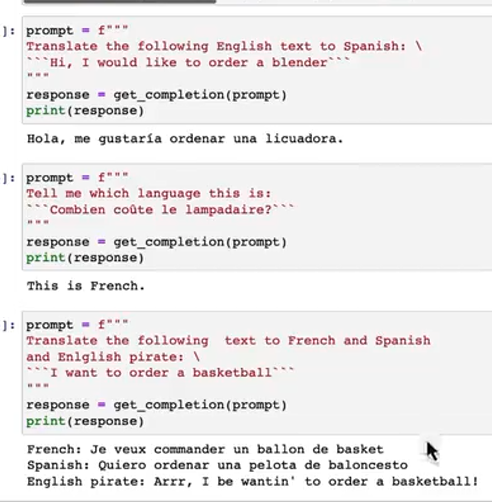 ]: prompt = f"""
Translate the following English text to Spanish: \
```Hi, I would like to order a blender```
"""
response = get_completion(prompt)
print(response)
Hola, me gustaría ordenar una licuadora.
]: prompt = f"""
Tell me which language this is:
```Combien coûte le lampadaire?```
"""
response = get_completion(prompt)
print(response)
This is French.
]: prompt = f"""
Translate the following  text to French and Spanish
and Enlglish pirate: \
```I want to order a basketball```
"""
response = get_completion(prompt)
print(response)
French: Je veux commander un ballon de basket
Spanish: Quiero ordenar una pelota de baloncesto
English pirate: Arrr, I be wantin' to order a basketball!